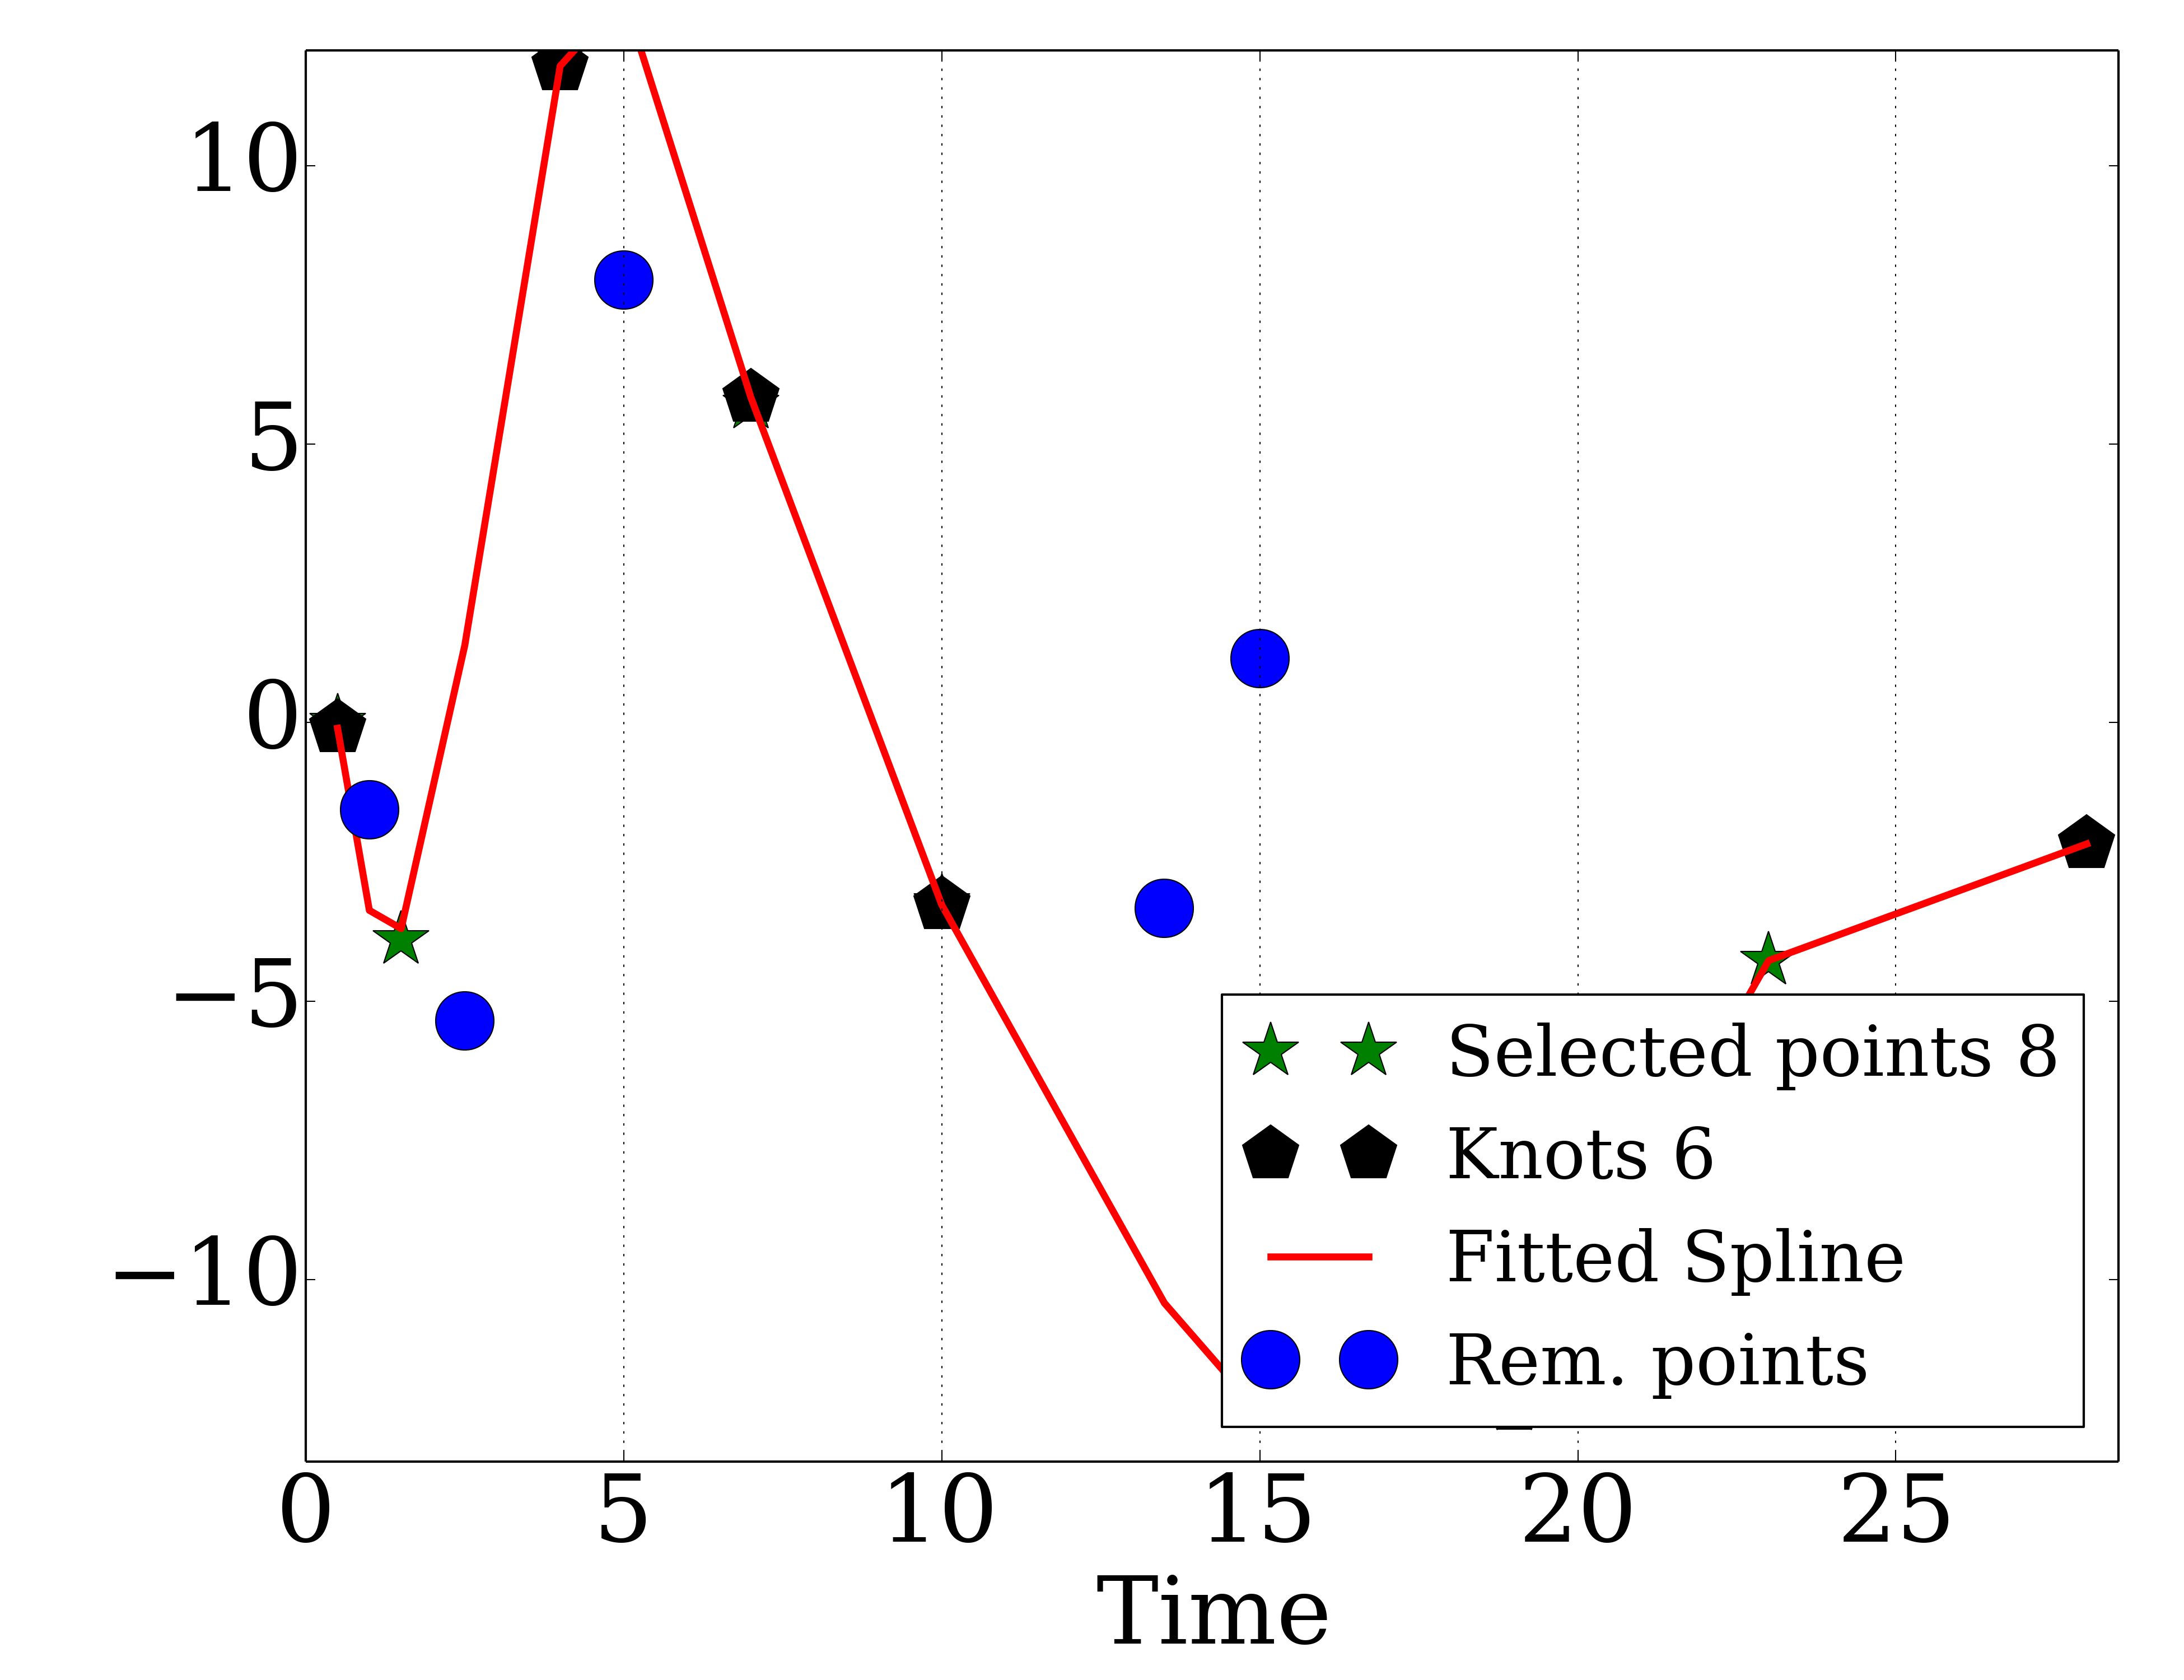 10
5
0
−5
−10
Selected points 8
Knots 6
Fitted Spline
Rem. points
0 5 10 15 20 25
Time